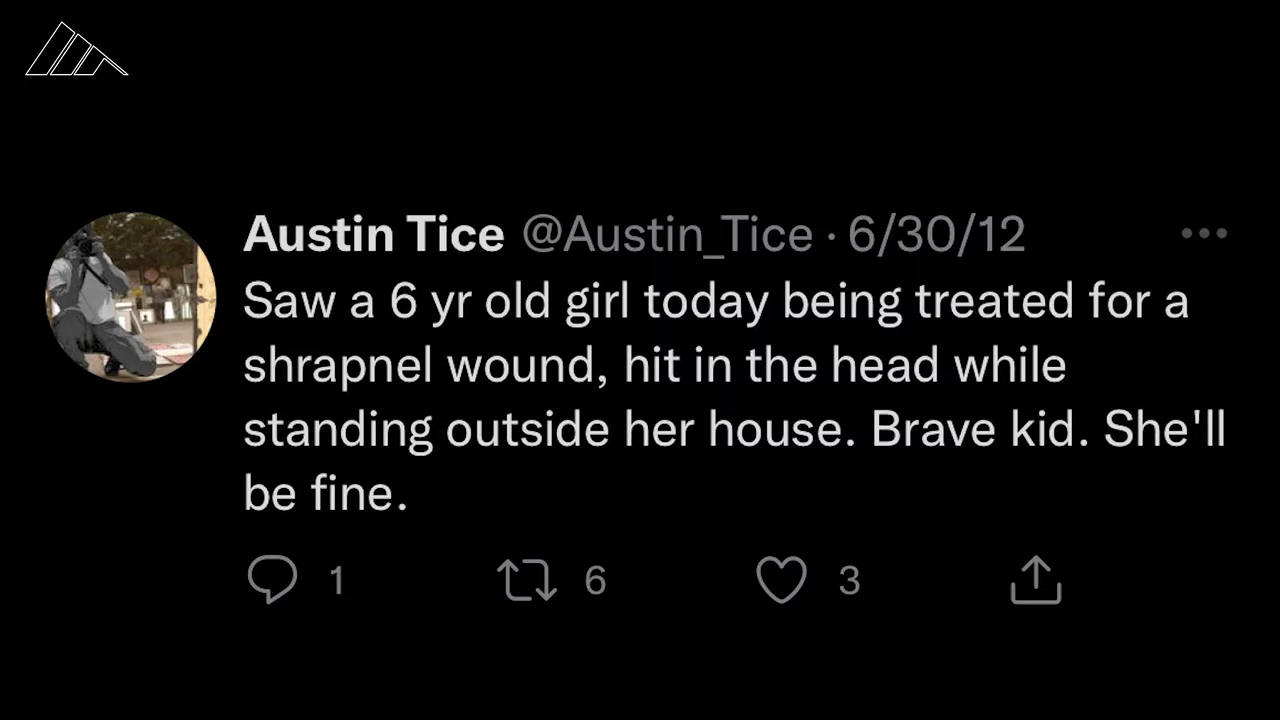 Austin Tice @Austin_Tice · 6/30/12
Saw a 6 yr old girl today being treated for a
shrapnel wound, hit in the head while
standing outside her house. Brave kid. She'll
be fine.
1 6 3